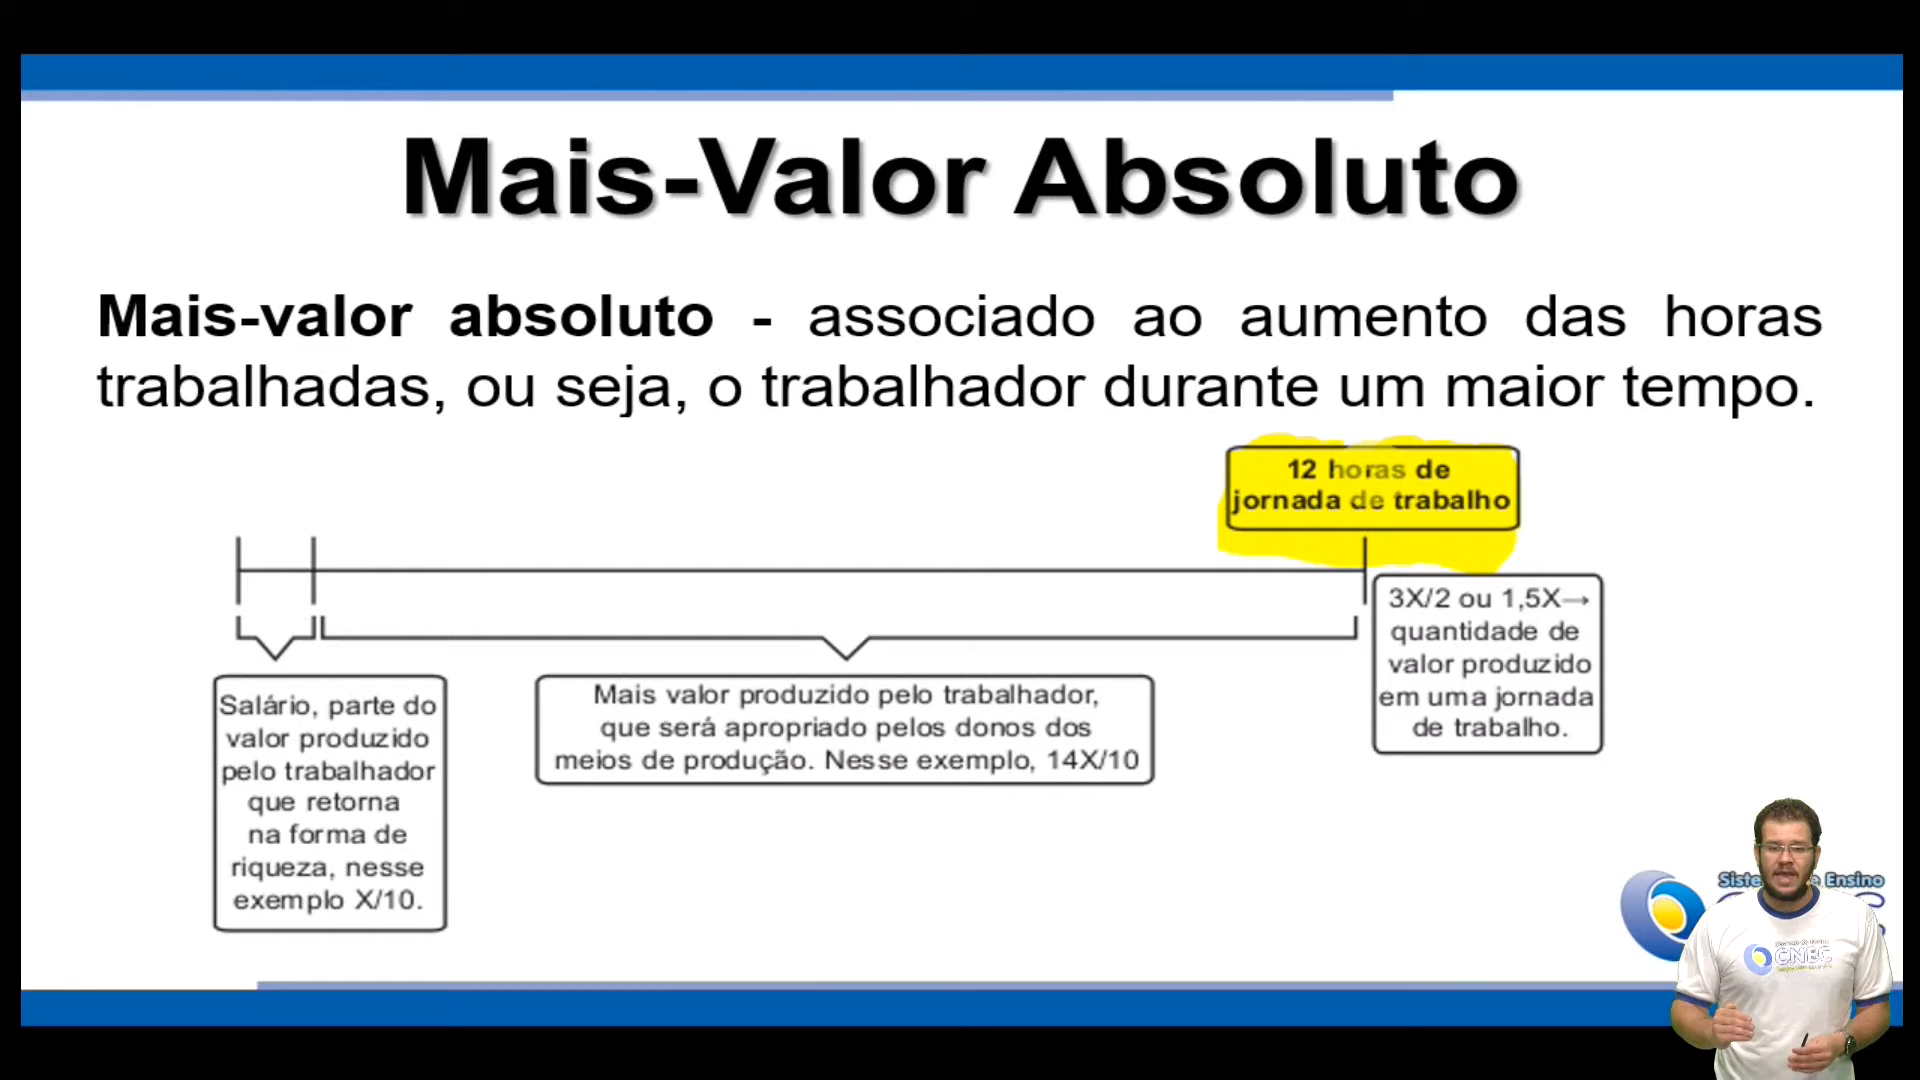 Mais-Valor Absoluto
Mais-valor absoluto - associado ao aumento das horas
trabalhadas, ou seja, o trabalhador durante um maior tempo.
12 horas de
jornada de trabalho
3X/2 ou 1,5X→
quantidade de
valor produzido
em uma jornada
de trabalho.
Salário, parte do
valor produzido
pelo trabalhador
que retorna
na forma de
riqueza, nesse
exemplo X/10.
Mais valor produzido pelo trabalhador,
que será apropriado pelos donos dos
meios de produção. Nesse exemplo, 14X/10
Ensino
CNEC